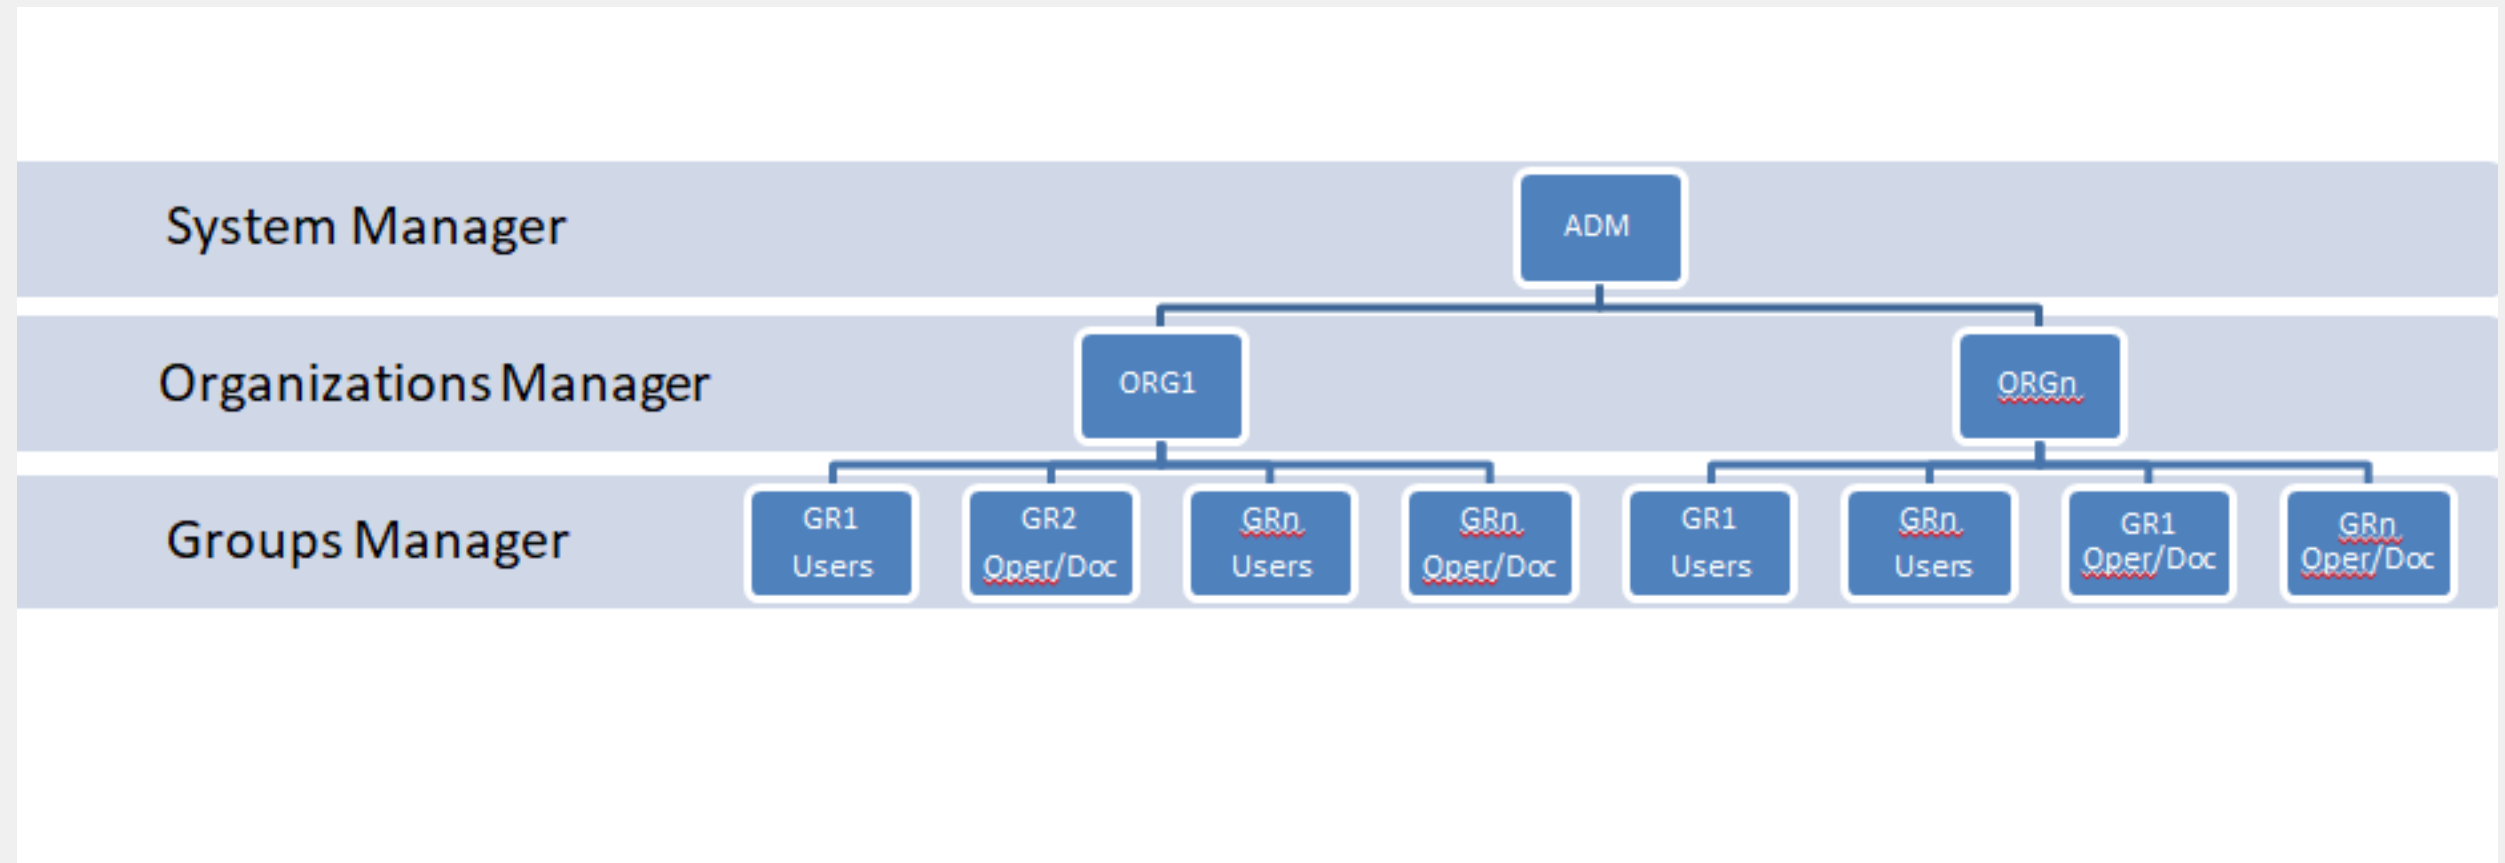 System Manager
ADM
Organizations Manager
ORG1
ORGn
Groups Manager
GR1
Users
GR2
Oper/Doc
GRn
Users
GRn
Oper/Doc
GR1
Users
GRn
Users
GR1
Oper/Doc
GRn
Oper/Doc